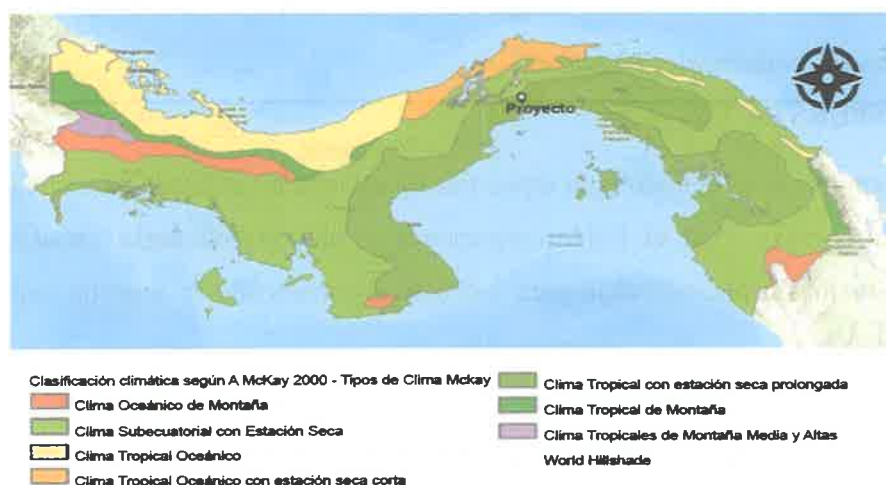 Proyecto
Clasificación climática según A McKay 2000 - Tipos de Clima Mckay
Clima Oceánico de Montaña
Clima Subecuatorial con Estación Seca
Clima Tropical Oceánico
Clima Tropical Oceánico con estación seca corta
Clima Tropical con estación seca prolongada
Clima Tropical de Montaña
Clima Tropicales de Montaña Media y Altas
World Hillshade